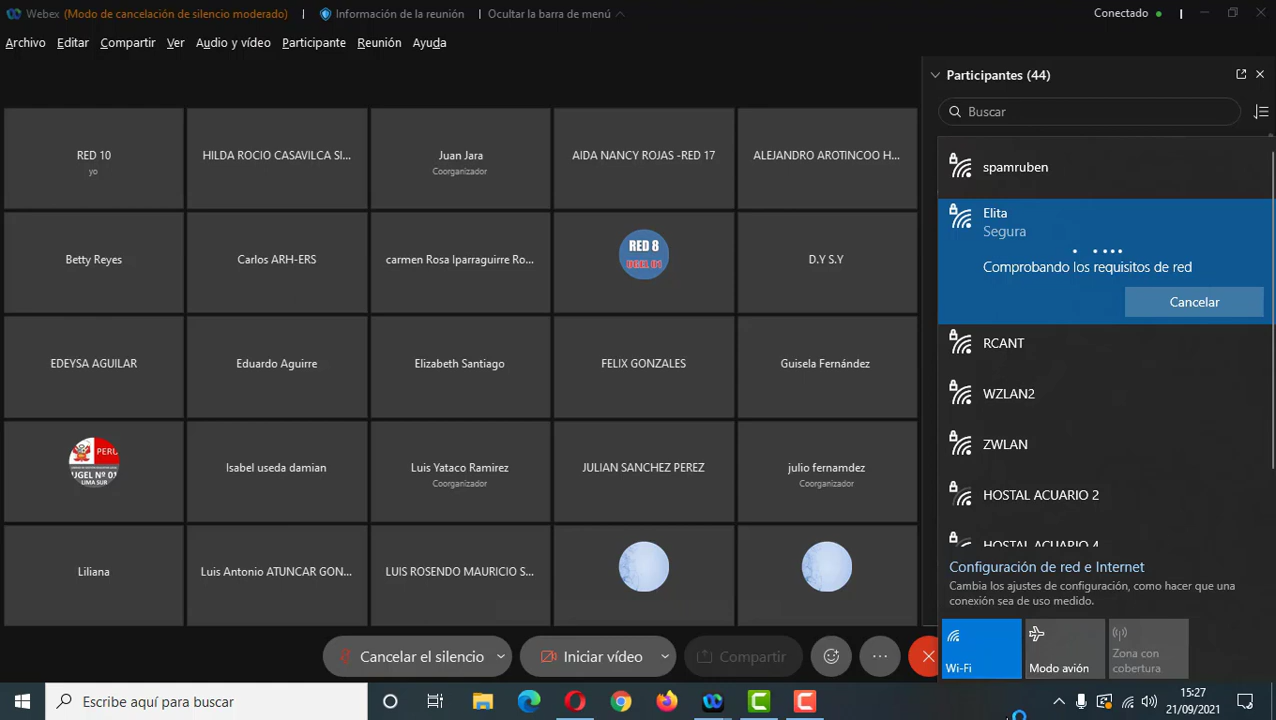 Webex (Modo de cancelación de silencio moderado) | Información de la reunión | Ocultar la barra de menú
Conectado
Archivo Editar Compartir Ver Audio y vídeo Participante Reunión Ayuda
Participantes (44)
Buscar
RED 10
yo
HILDA ROCIO CASAVILCA SI...
Juan Jara
Coorganizador
AIDA NANCY ROJAS -RED 17
ALEJANDRO AROTINCOO H...
Betty Reyes
Carlos ARH-ERS
carmen Rosa Iparraguirre Ro...
RED 8
UGEL 01
D.Y S.Y
EDEYSA AGUILAR
Eduardo Aguirre
Elizabeth Santiago
FELIX GONZALES
Guisela Fernández
PERÚ
UGEL Nº 01
LIMA SUR
Isabel useda damian
Luis Yataco Ramirez
Coorganizador
JULIAN SANCHEZ PEREZ
julio fernamdez
Coorganizador
Liliana
Luis Antonio ATUNCAR GON...
LUIS ROSENDO MAURICIO S...
spamruben
Elita
Segura
Comprobando los requisitos de red
Cancelar
RCANT
WZLAN2
ZWLAN
HOSTAL ACUARIO 2
HOSTAL ACUARIO 4
Configuración de red e Internet
Cambia los ajustes de configuración, como hacer que una
conexión sea de uso medido.
Wi-Fi
Modo avión
Zona con
cobertura
Cancelar el silencio
Iniciar vídeo
Compartir
Escribe aquí para buscar
15:27
21/09/2021